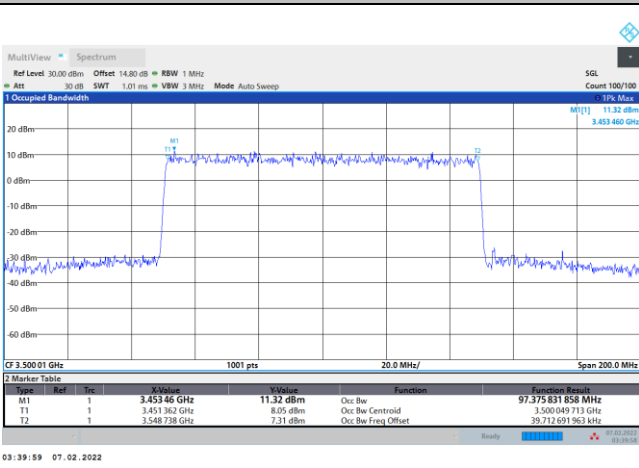 MultiView Spectrum
Ref Level 30.00 dBm Offset 14.80 dB RBW 1 MHz SGL
Att 30 dB SWT 1.01 ms VBW 3 MHz Mode Auto Sweep Count 100/100
1 Occupied Bandwidth 1Pk Max
M1[1] 11.32 dBm
3.453 460 GHz
20 dBm
M1
T1 T2
10 dBm
0 dBm
-10 dBm
-20 dBm
-30 dBm
-40 dBm
-50 dBm
-60 dBm
CF 3.500 01 GHz 1001 pts 20.0 MHz/ Span 200.0 MHz
2 Marker Table
Type Ref Trc X-Value Y-Value Function Function Result
M1 1 3.453 46 GHz 11.32 dBm Occ Bw 97.375 831 858 MHz
T1 1 3.451 362 GHz 8.05 dBm Occ Bw Centroid 3.500 049 713 GHz
T2 1 3.548 738 GHz 7.31 dBm Occ Bw Freq Offset 39.712 691 963 kHz
Ready 07.02.2022
03:39:58
03:39:59 07.02.2022